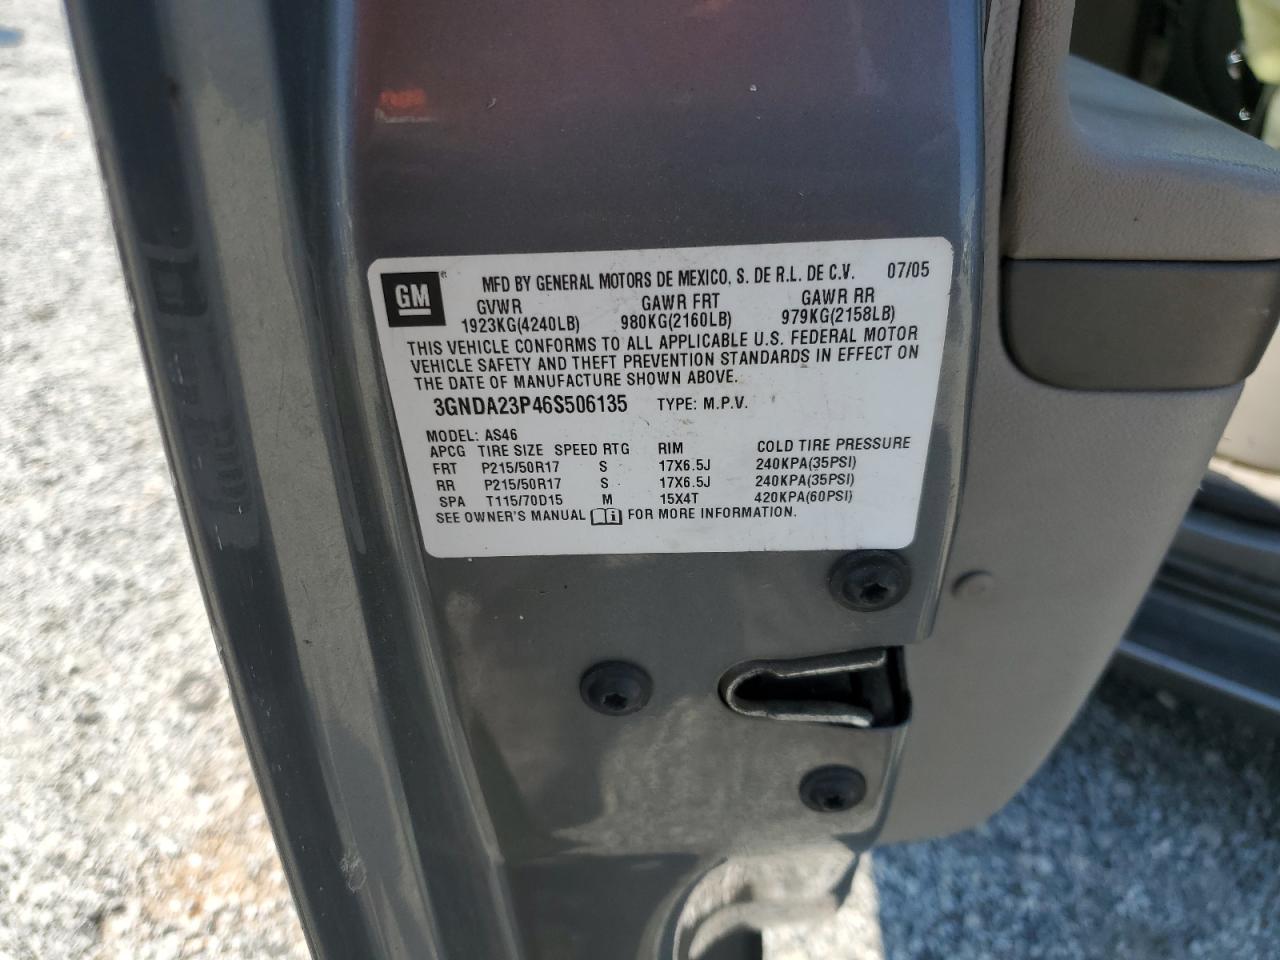 GM
MFD BY GENERAL MOTORS DE MEXICO, S. DE R.L. DE C.V. 07/05
GVWR GAWR FRT GAWR RR
1923KG(4240LB) 980KG(2160LB) 979KG(2158LB)
THIS VEHICLE CONFORMS TO ALL APPLICABLE U.S. FEDERAL MOTOR
VEHICLE SAFETY AND THEFT PREVENTION STANDARDS IN EFFECT ON
THE DATE OF MANUFACTURE SHOWN ABOVE.
3GNDA23P46S506135 TYPE: M.P.V.
MODEL: AS46
APCG TIRE SIZE SPEED RTG RIM COLD TIRE PRESSURE
FRT P215/50R17 S 17X6.5J 240KPA(35PSI)
RR P215/50R17 S 17X6.5J 240KPA(35PSI)
SPA T115/70D15 M 15X4T 420KPA(60PSI)
SEE OWNER'S MANUAL i FOR MORE INFORMATION.